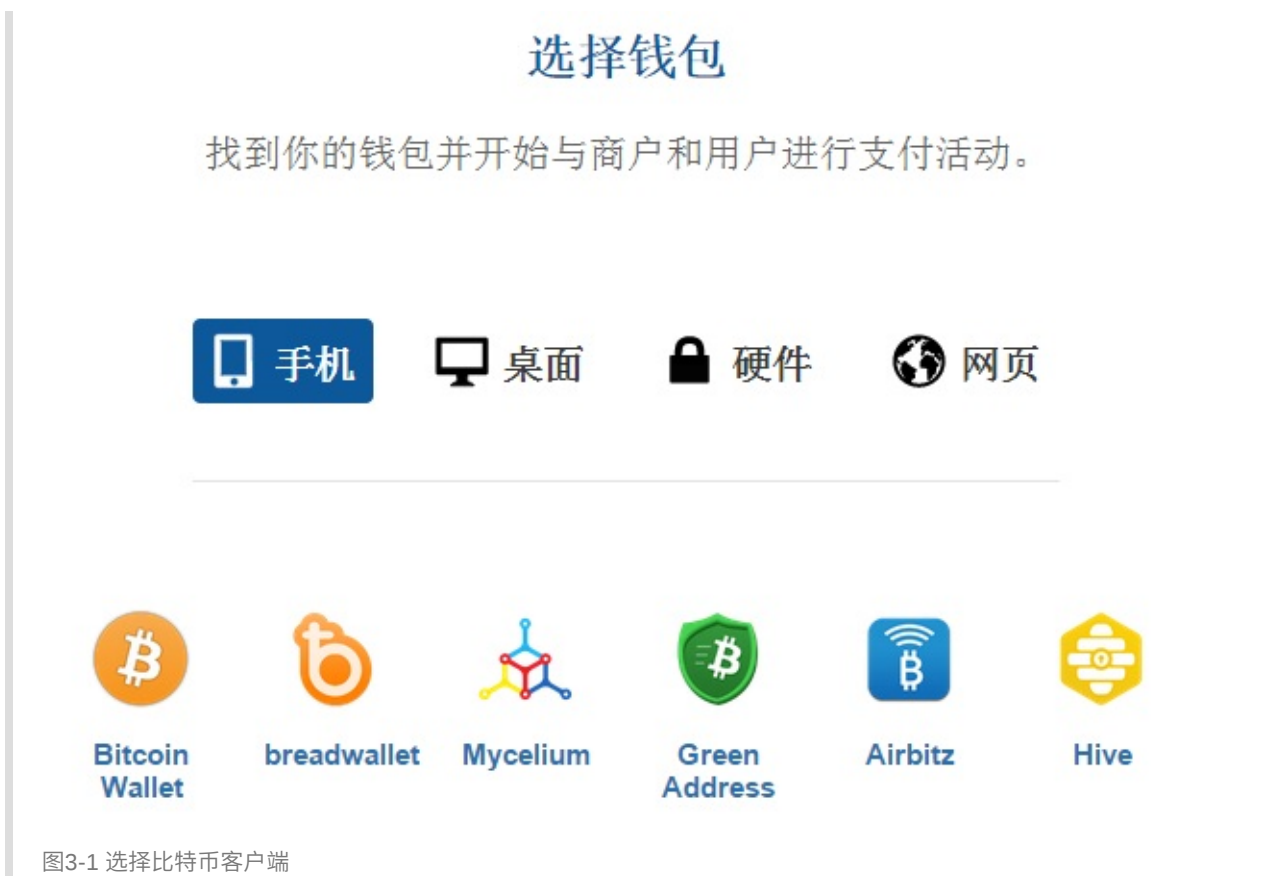 选择钱包
找到你的钱包并开始与商户和用户进行支付活动。
手机 桌面 硬件 网页
Bitcoin Wallet breadwallet Mycelium Green Address Airbitz Hive
图3-1 选择比特币客户端